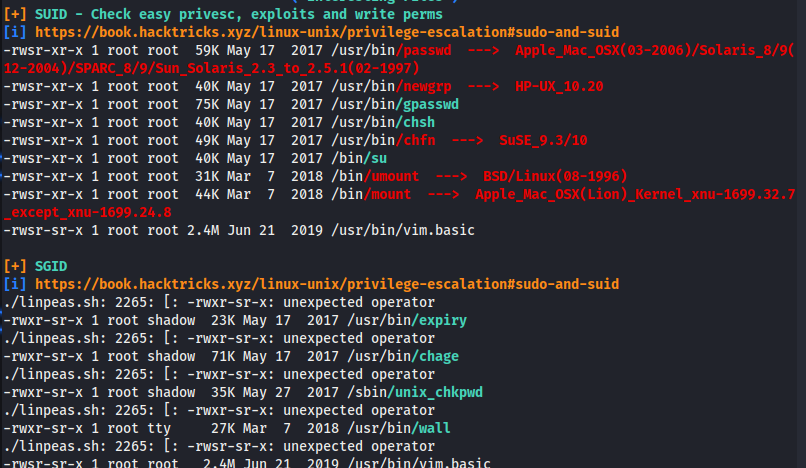 [+] SUID - Check easy privesc, exploits and write perms
[i] https://book.hacktricks.xyz/linux-unix/privilege-escalation#sudo-and-suid
-rwsr-xr-x 1 root root  59K May 17  2017 /usr/bin/passwd  --->  Apple_Mac_OSX(03-2006)/Solaris_8/9(
12-2004)/SPARC_8/9/Sun_Solaris_2.3_to_2.5.1(02-1997)
-rwsr-xr-x 1 root root  40K May 17  2017 /usr/bin/newgrp  --->  HP-UX_10.20
-rwsr-xr-x 1 root root  75K May 17  2017 /usr/bin/gpasswd
-rwsr-xr-x 1 root root  40K May 17  2017 /usr/bin/chsh
-rwsr-xr-x 1 root root  49K May 17  2017 /usr/bin/chfn  --->  SuSE_9.3/10
-rwsr-xr-x 1 root root  40K May 17  2017 /bin/su
-rwsr-xr-x 1 root root  31K Mar  7  2018 /bin/umount  --->  BSD/Linux(08-1996)
-rwsr-xr-x 1 root root  44K Mar  7  2018 /bin/mount  --->  Apple_Mac_OSX(Lion)_Kernel_xnu-1699.32.7
_except_xnu-1699.24.8
-rwsr-sr-x 1 root root 2.4M Jun 21  2019 /usr/bin/vim.basic
[+] SGID
[i] https://book.hacktricks.xyz/linux-unix/privilege-escalation#sudo-and-suid
./linpeas.sh: 2265: [: -rwxr-sr-x: unexpected operator
-rwxr-sr-x 1 root shadow  23K May 17  2017 /usr/bin/expiry
./linpeas.sh: 2265: [: -rwxr-sr-x: unexpected operator
-rwxr-sr-x 1 root shadow  71K May 17  2017 /usr/bin/chage
./linpeas.sh: 2265: [: -rwxr-sr-x: unexpected operator
-rwxr-sr-x 1 root shadow  35K May 27  2017 /sbin/unix_chkpwd
./linpeas.sh: 2265: [: -rwxr-sr-x: unexpected operator
-rwxr-sr-x 1 root tty     27K Mar  7  2018 /usr/bin/wall
./linpeas.sh: 2265: [: -rwsr-sr-x: unexpected operator
-rwsr-sr-x 1 root root   2.4M Jun 21  2019 /usr/bin/vim.basic